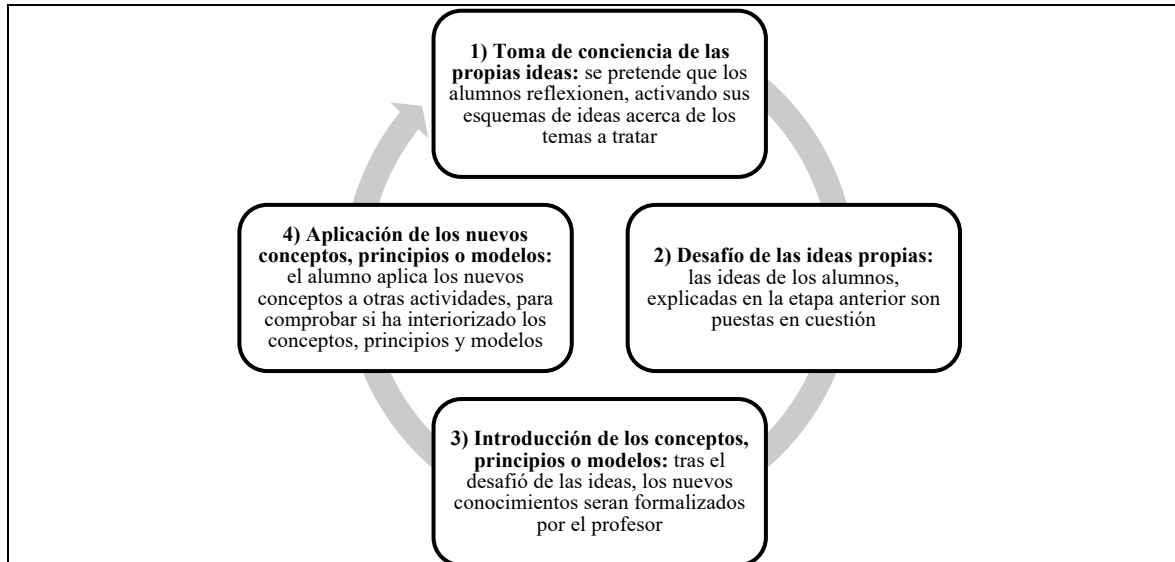 1) Toma de conciencia de las
propias ideas: se pretende que los
alumnos reflexionen, activando sus
esquemas de ideas acerca de los
temas a tratar
2) Desafío de las ideas propias:
las ideas de los alumnos,
explicadas en la etapa anterior son
puestas en cuestión
3) Introducción de los conceptos,
principios o modelos: tras el
desafió de las ideas, los nuevos
conocimientos seran formalizados
por el profesor
4) Aplicación de los nuevos
conceptos, principios o modelos:
el alumno aplica los nuevos
conceptos a otras actividades, para
comprobar si ha interiorizado los
conceptos, principios y modelos